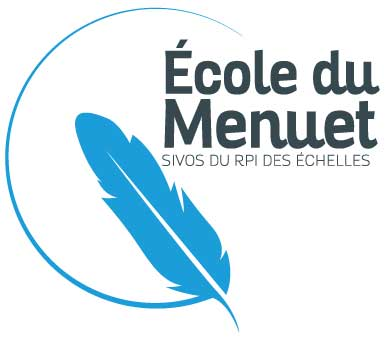 École du
Menuet
SIVOS DU RPI DES ÉCHELLES